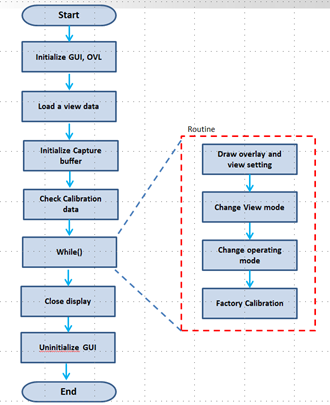 Start
Initialize GUI, OVL
Load a view data
Initialize Capture
buffer
Check Calibration
data
While()
Close display
Uninitialize GUI
End
Routine
Draw overlay and
view setting
Change View mode
Change operating
mode
Factory Calibration